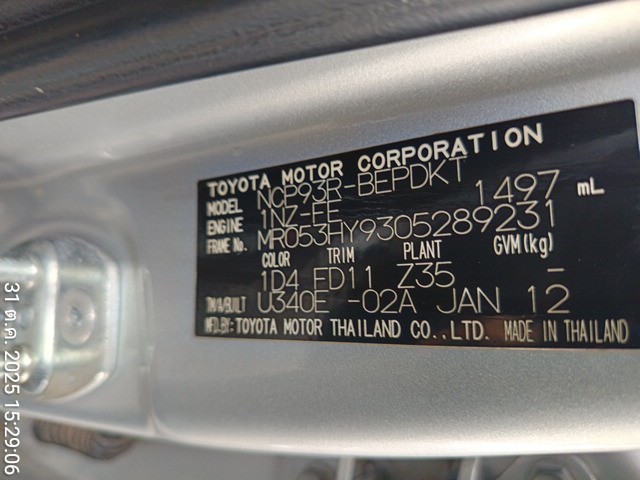 TOYOTA MOTOR CORPORATION
MODEL NCP93R-BEPDKT
ENGINE 1NZ-FE 1497 mL
FRAME No. MR053HY9305289231
COLOR TRIM PLANT GVM(kg)
1D4 FD11 Z35 -
T/M/A/BUILT U340E -02A JAN 12
MFD.BY: TOYOTA MOTOR THAILAND CO.,LTD. MADE IN THAILAND
31 ต.ค. 2025 15:29:06